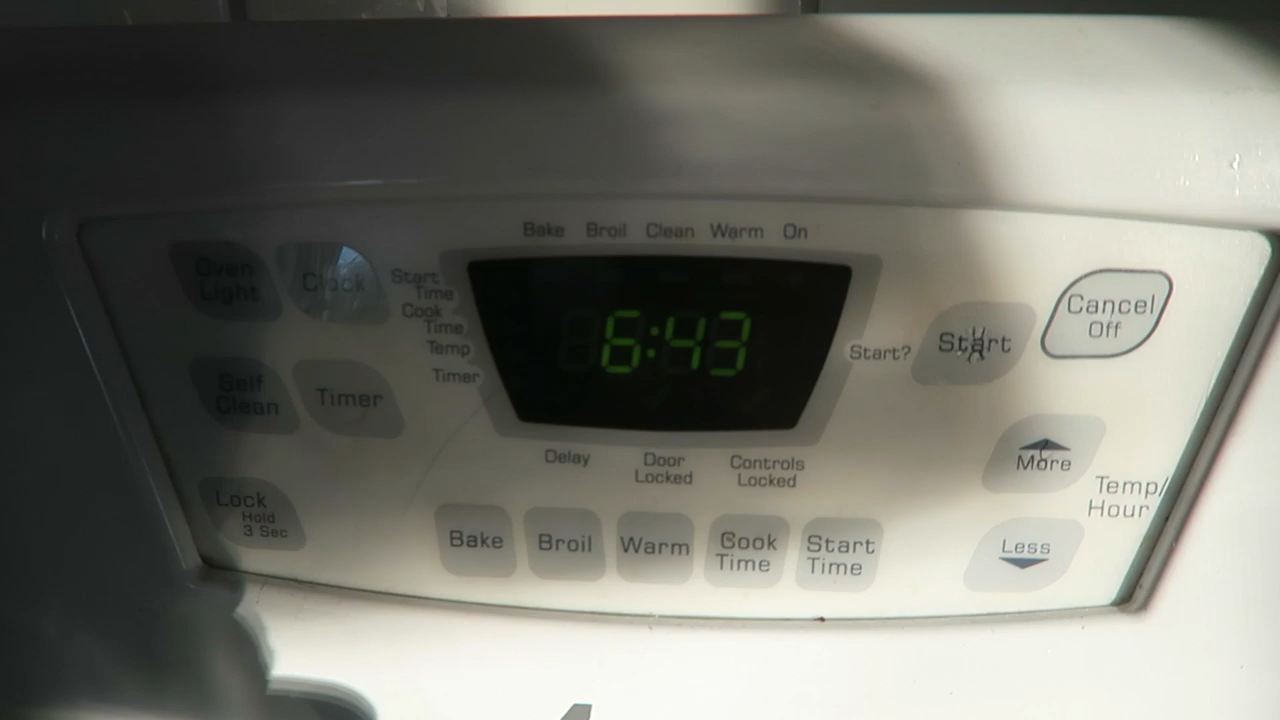 Bake Broil Clean Warm On
Oven
Light
Clock
Start
Time
Cook
Time
Temp
Timer
6:43
Start?
Start
Cancel
Off
Self
Clean
Timer
More
Temp/
Hour
Less
Delay
Door
Locked
Controls
Locked
Lock
Hold
3 Sec
Bake
Broil
Warm
Cook
Time
Start
Time